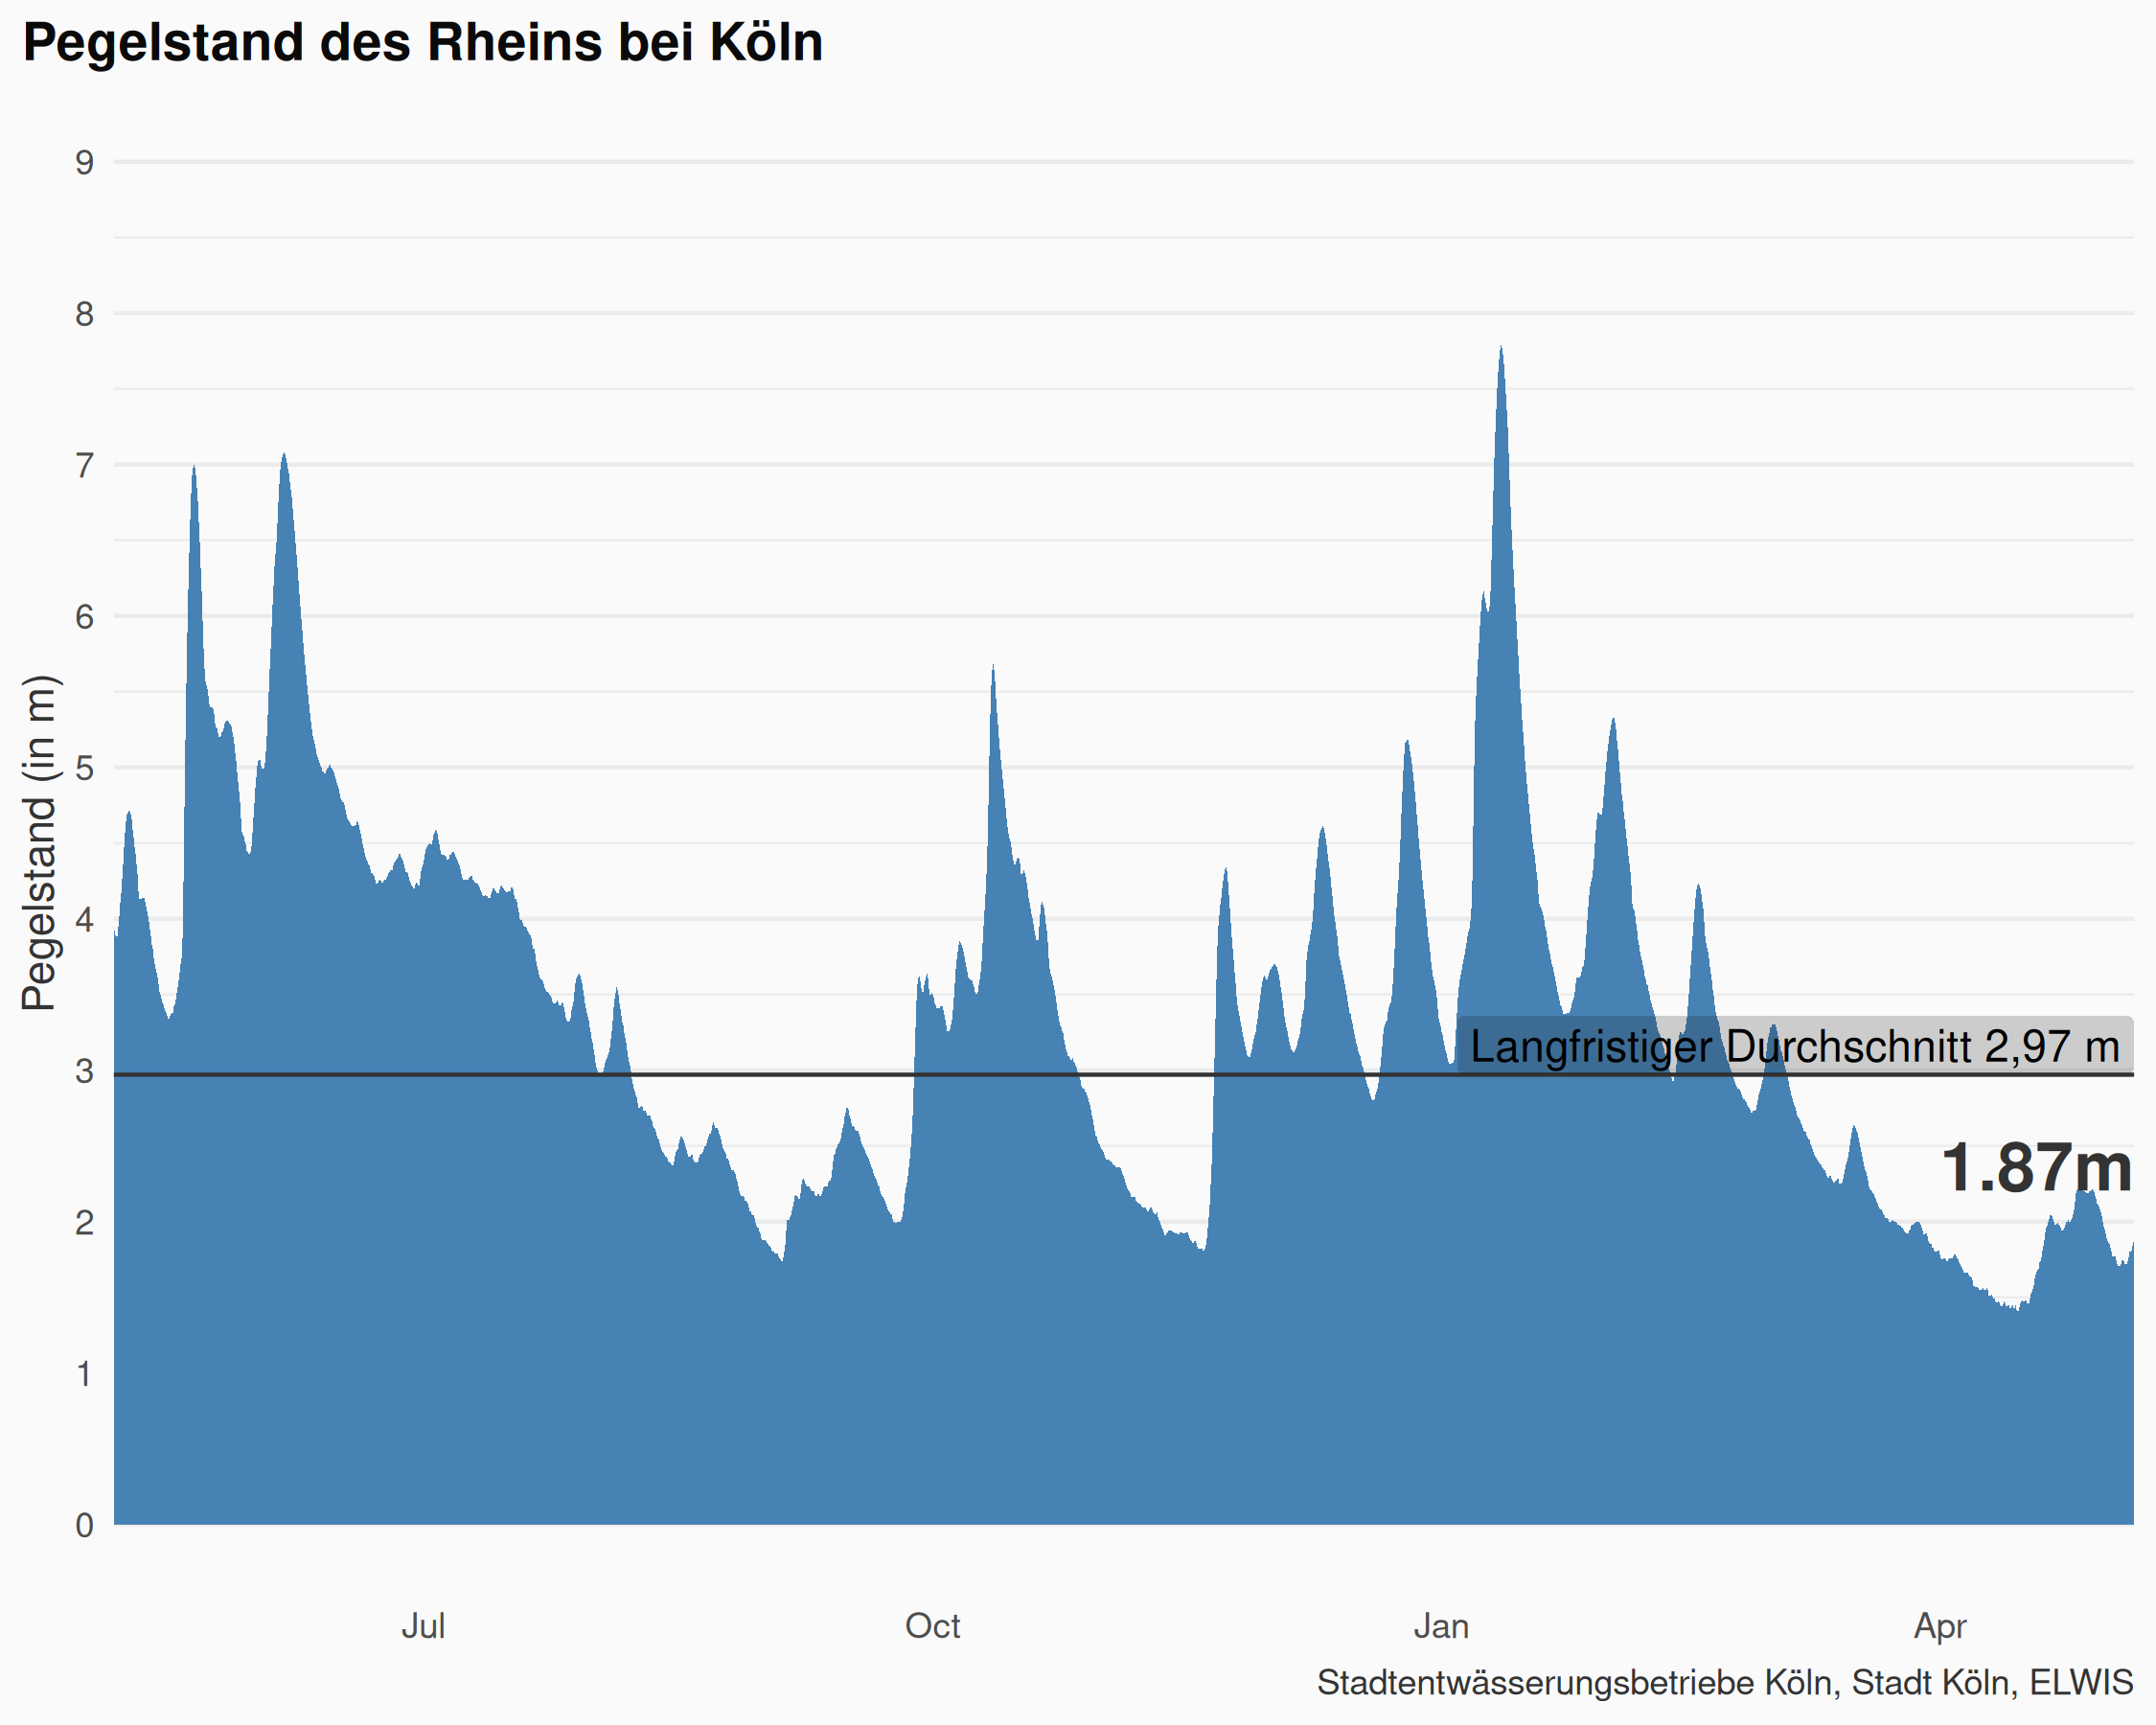 Pegelstand des Rheins bei Köln
Pegelstand (in m)
9
8
7
6
5
4
3
2
1
0
Langfristiger Durchschnitt 2,97 m
1.87m
Jul Oct Jan Apr
Stadtentwässerungsbetriebe Köln, Stadt Köln, ELWIS